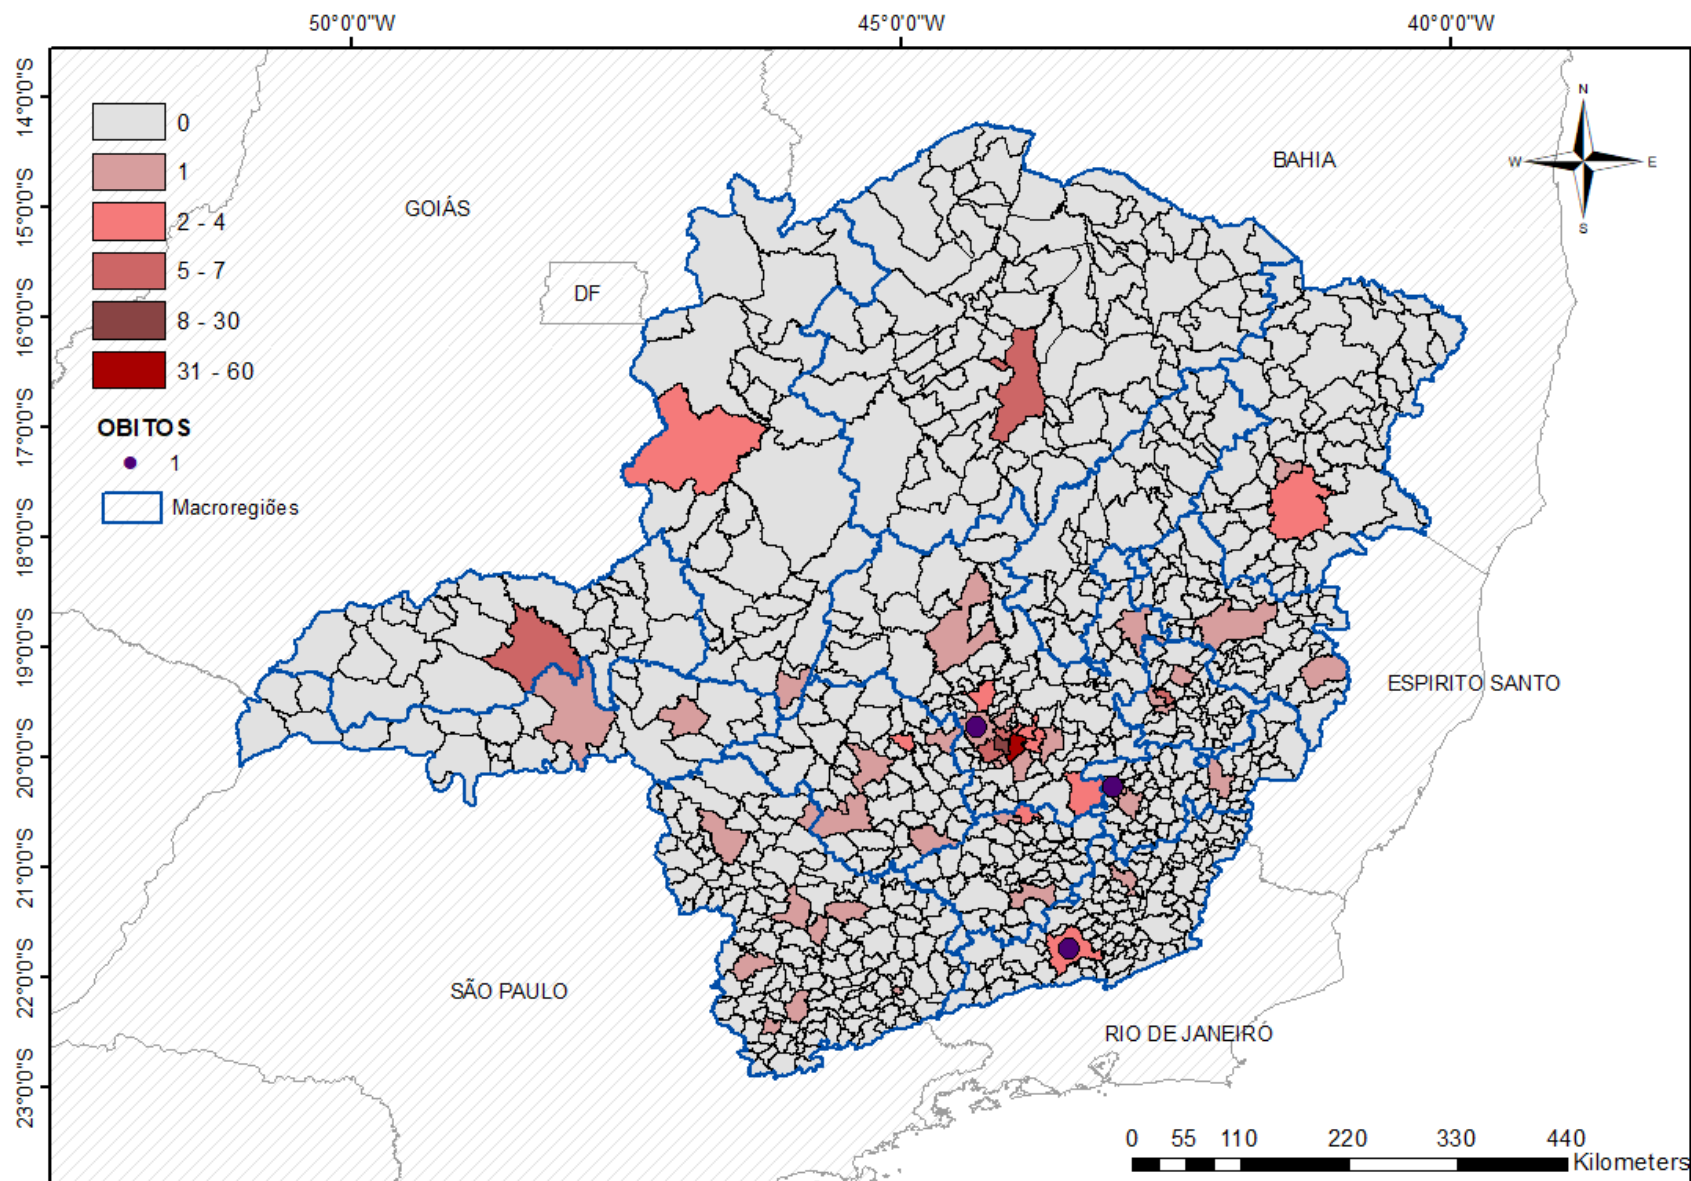 50°0'0"W 45°0'0"W 40°0'0"W
14°0'0"S
15°0'0"S
16°0'0"S
17°0'0"S
18°0'0"S
19°0'0"S
20°0'0"S
21°0'0"S
22°0'0"S
23°0'0"S
0
1
2 - 4
5 - 7
8 - 30
31 - 60
OBITOS
1
Macroregiões
N
W E
S
BAHIA
GOIÁS
DF
ESPIRITO SANTO
SÃO PAULO
RIO DE JANEIRO
0 55 110 220 330 440
Kilometers